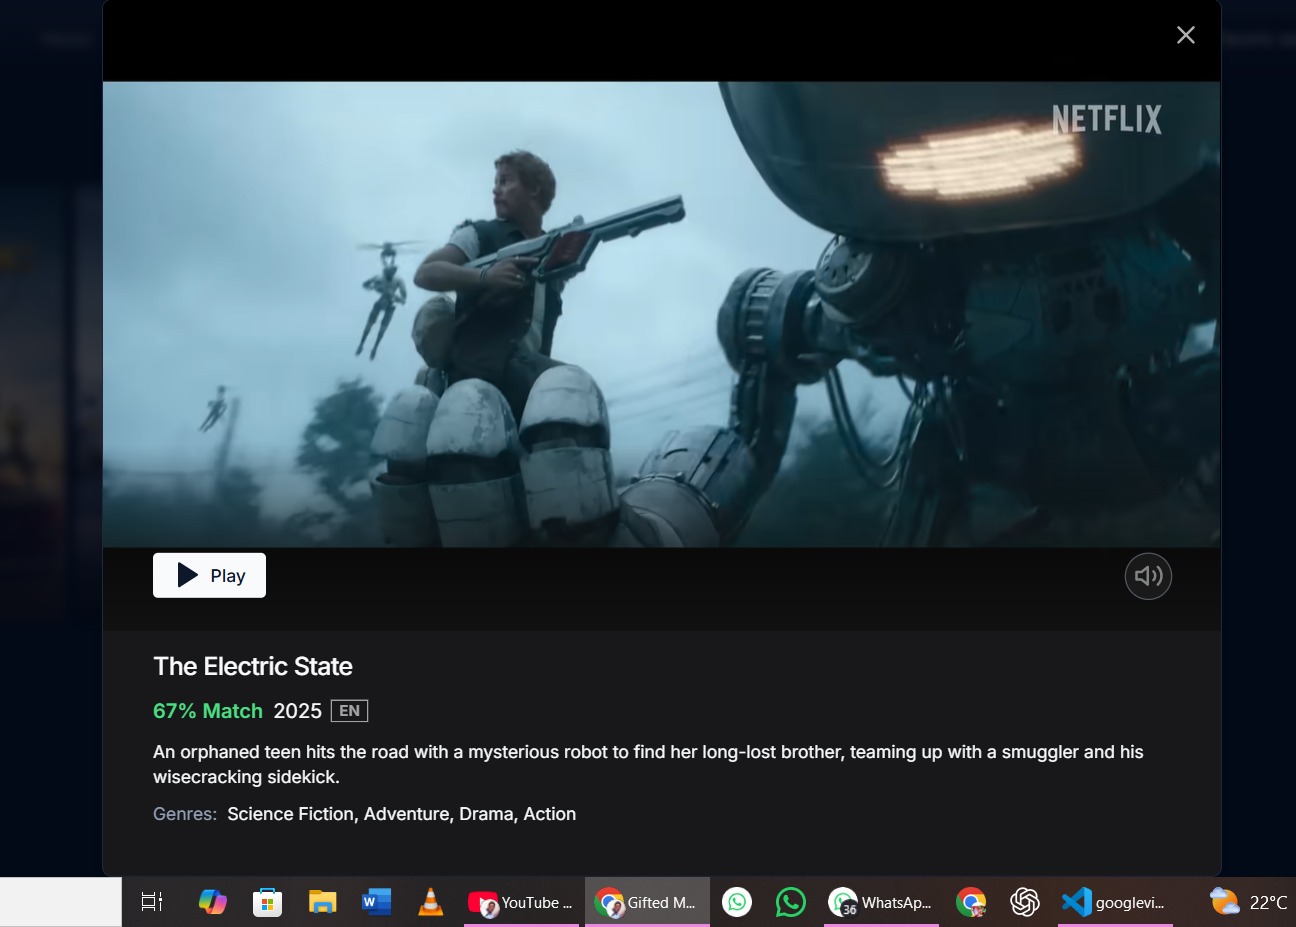 NETFLIX
Play
The Electric State
67% Match 2025 EN
An orphaned teen hits the road with a mysterious robot to find her long-lost brother, teaming up with a smuggler and his
wisecracking sidekick.
Genres: Science Fiction, Adventure, Drama, Action
YouTube ...
Gifted M...
36
WhatsAp...
googlevi...
22°C